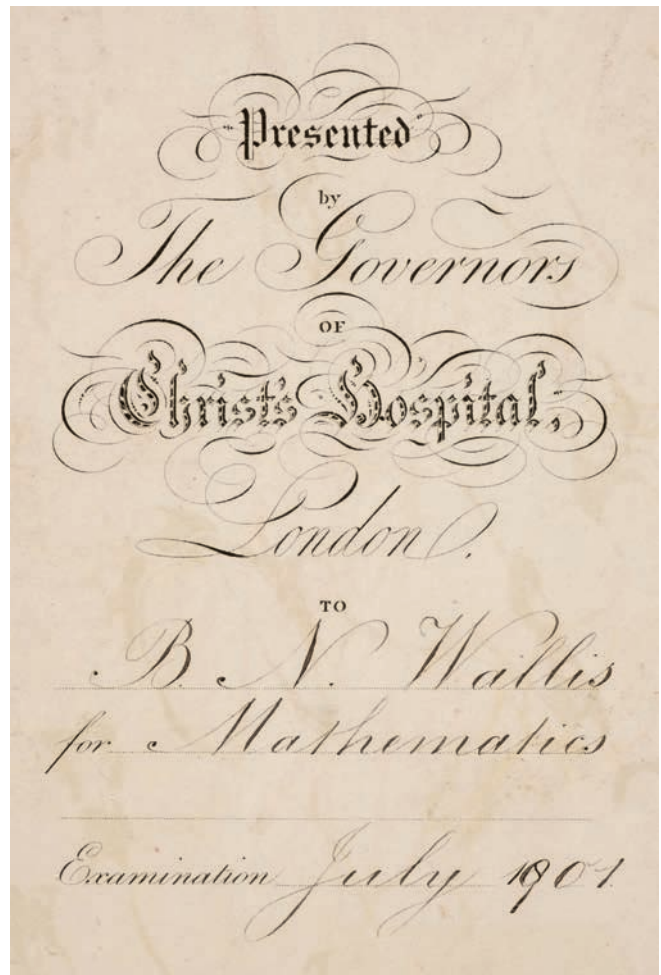 "Presented"
by
The Governors
OF
Christ's Hospital,
London.
TO
B. N. Wallis
for Mathematics
Examination July 1901